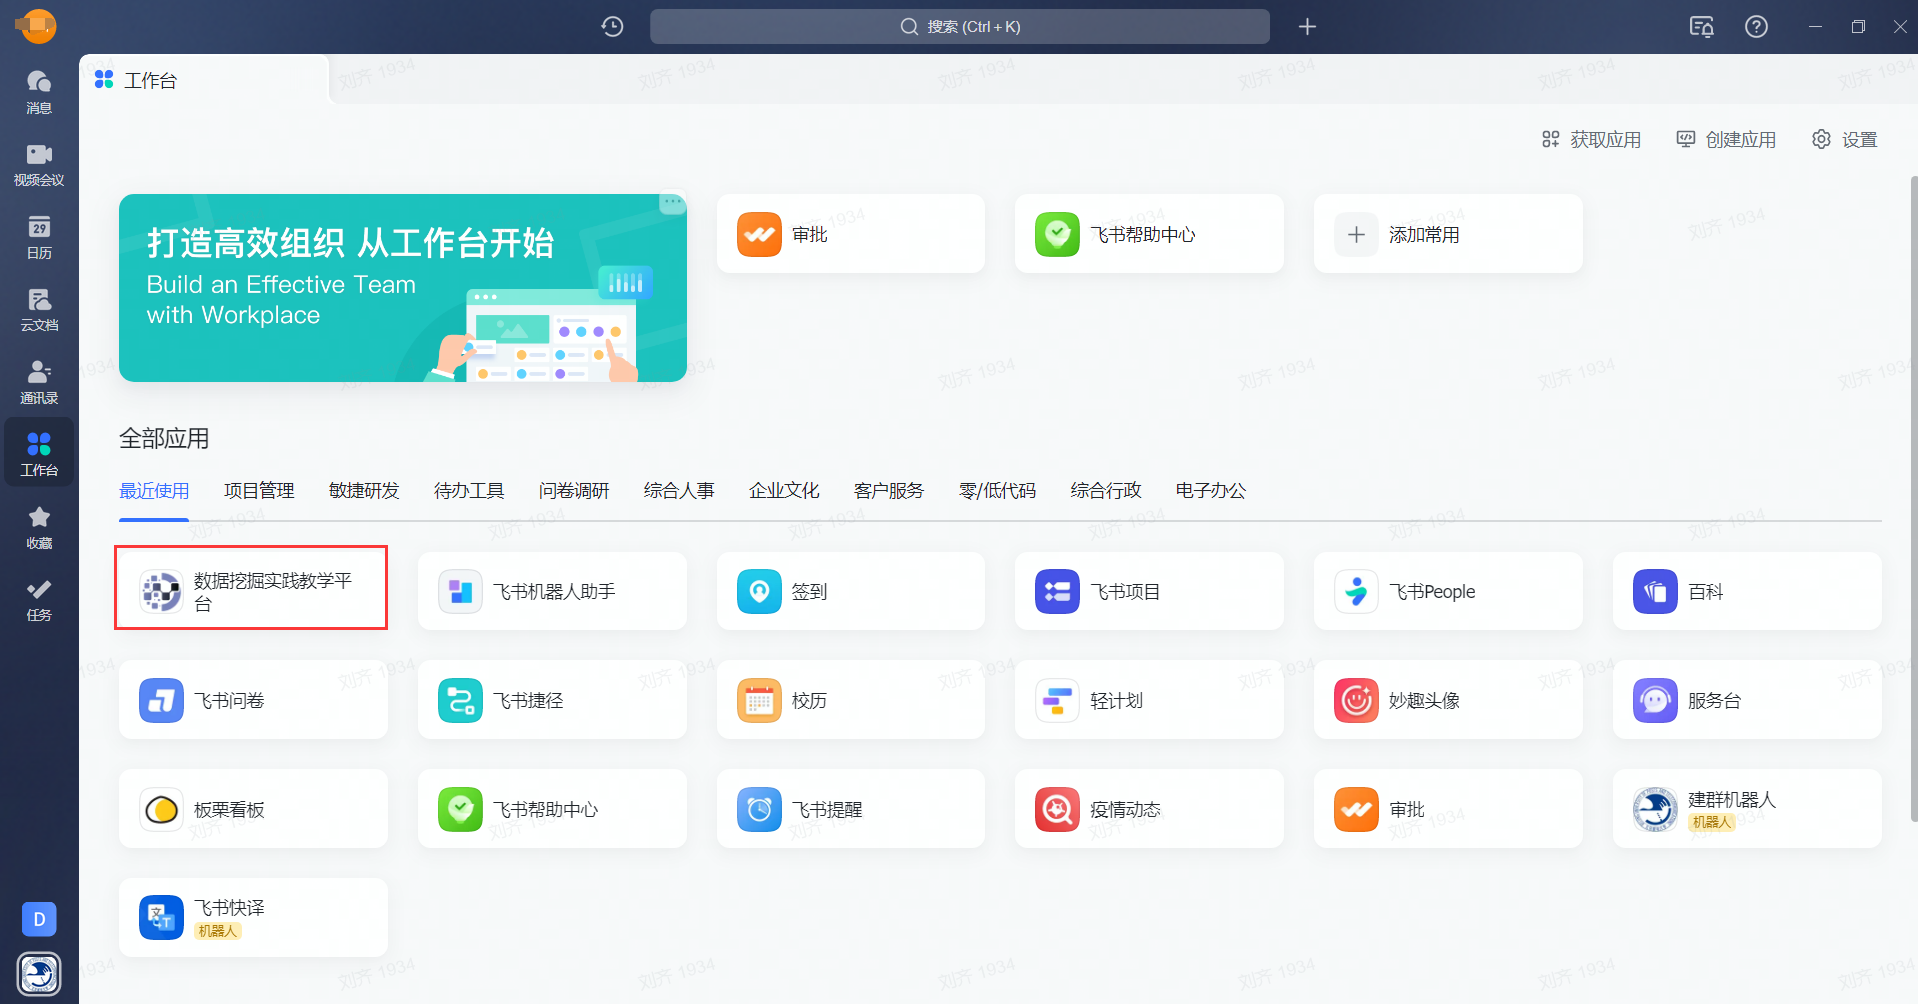 搜索 (Ctrl + K)
消息
视频会议
29
日历
云文档
通讯录
工作台
收藏
任务
D
工作台
获取应用
创建应用
设置
打造高效组织 从工作台开始
Build an Effective Team
with Workplace
审批
飞书帮助中心
添加常用
全部应用
最近使用 项目管理 敏捷研发 待办工具 问卷调研 综合人事 企业文化 客户服务 零/低代码 综合行政 电子办公
数据挖掘实践教学平
台
飞书机器人助手
签到
飞书项目
飞书People
百科
飞书问卷
飞书捷径
校历
轻计划
妙趣头像
服务台
板栗看板
飞书帮助中心
飞书提醒
疫情动态
审批
建群机器人
机器人
飞书快译
机器人
刘齐 1934